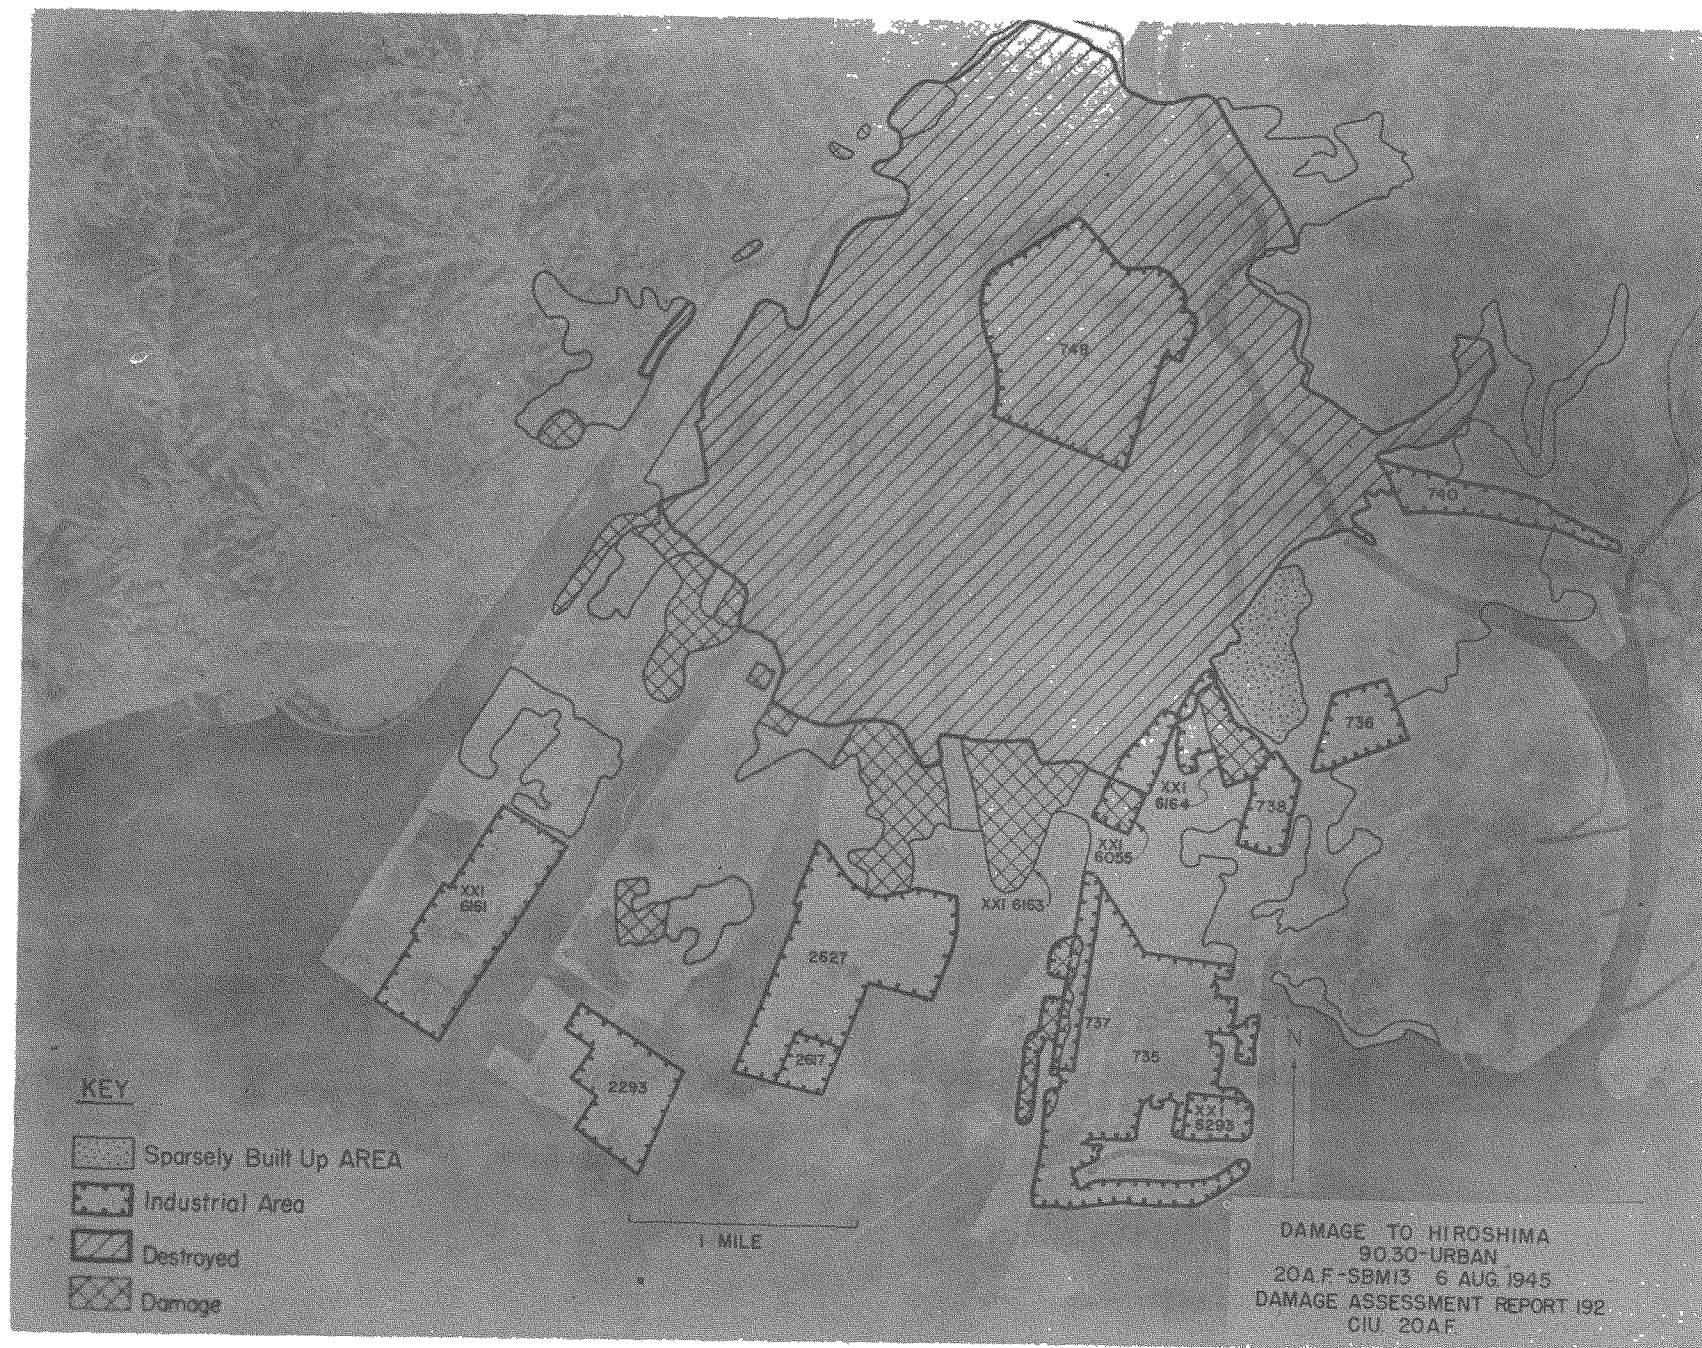 748
740
736
XXI
6164
738
XXI
6055
XXI
6161
XXI 6163
2627
737
735
2617
2293
XXI
5293
N
KEY
Sparsely Built Up AREA
Industrial Area
Destroyed
Damage
1 MILE
DAMAGE TO HIROSHIMA
90.30-URBAN
20A.F-SBM13 6 AUG. 1945
DAMAGE ASSESSMENT REPORT 192
CIU. 20A.F.